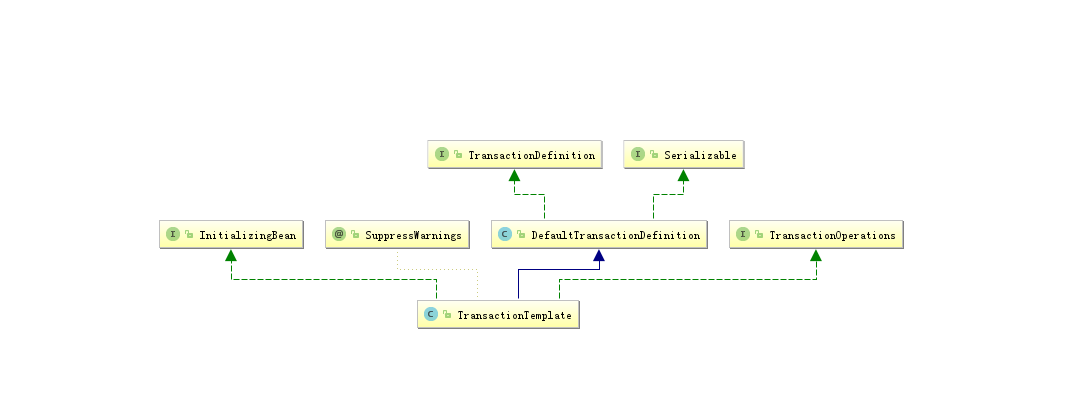 I TransactionDefinition
I Serializable
I InitializingBean
@ SuppressWarnings
C DefaultTransactionDefinition
I TransactionOperations
C TransactionTemplate